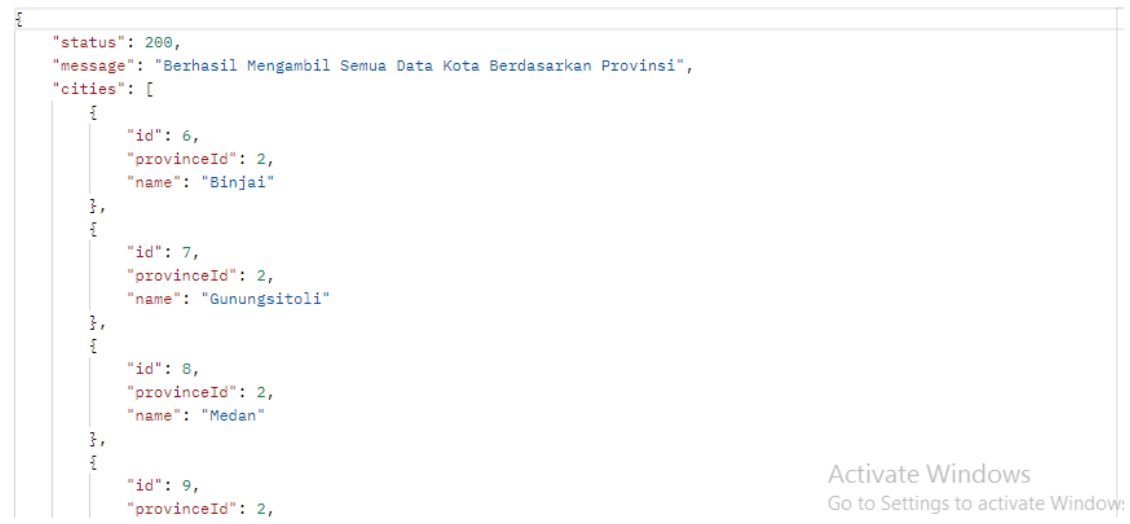 {
"status": 200,
"message": "Berhasil Mengambil Semua Data Kota Berdasarkan Provinsi",
"cities": [
{
"id": 6,
"provinceId": 2,
"name": "Binjai"
},
{
"id": 7,
"provinceId": 2,
"name": "Gunungsitoli"
},
{
"id": 8,
"provinceId": 2,
"name": "Medan"
},
{
"id": 9,
"provinceId": 2,
Activate Windows
Go to Settings to activate Windows